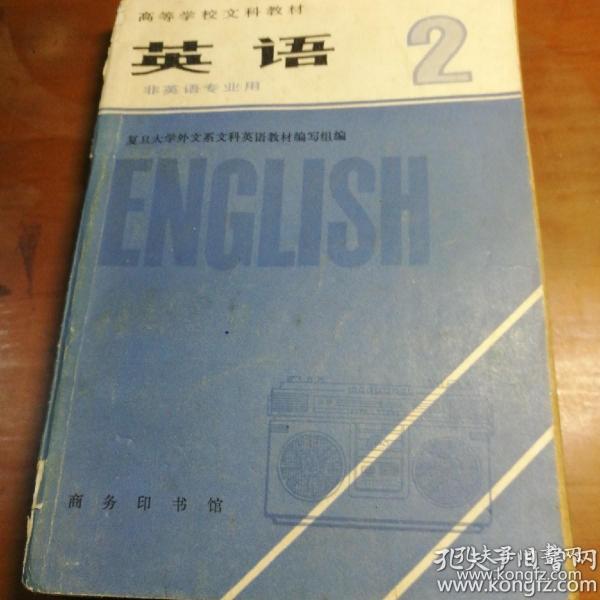 高等学校文科教材
英语 2
非英语专业用
复旦大学外文系文科英语教材编写组编
ENGLISH
商务印书馆
孔夫子旧书网
www.kongfz.com